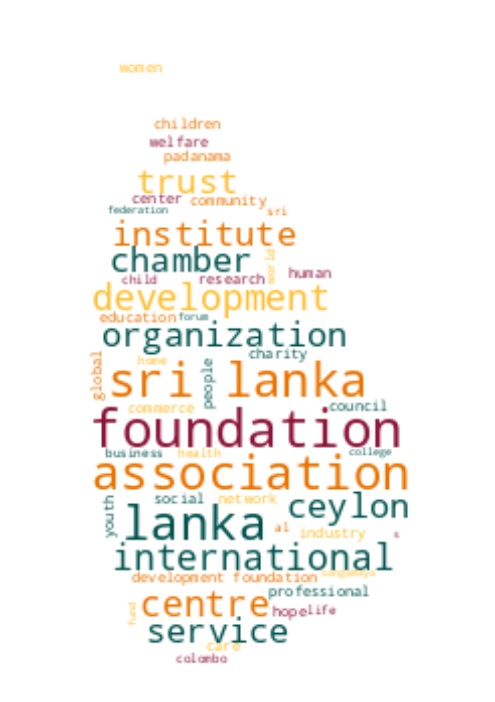 women
children
welfare
padanama
trust
center community
federation sri
institute
chamber world
child research human
development
education forum
organization
home charity
global sri lanka people
commerce council
foundation
business health college
association
youth social network ceylon
lanka al industry s
international
development foundation
professional
fund centre hope life
service
care
colombo